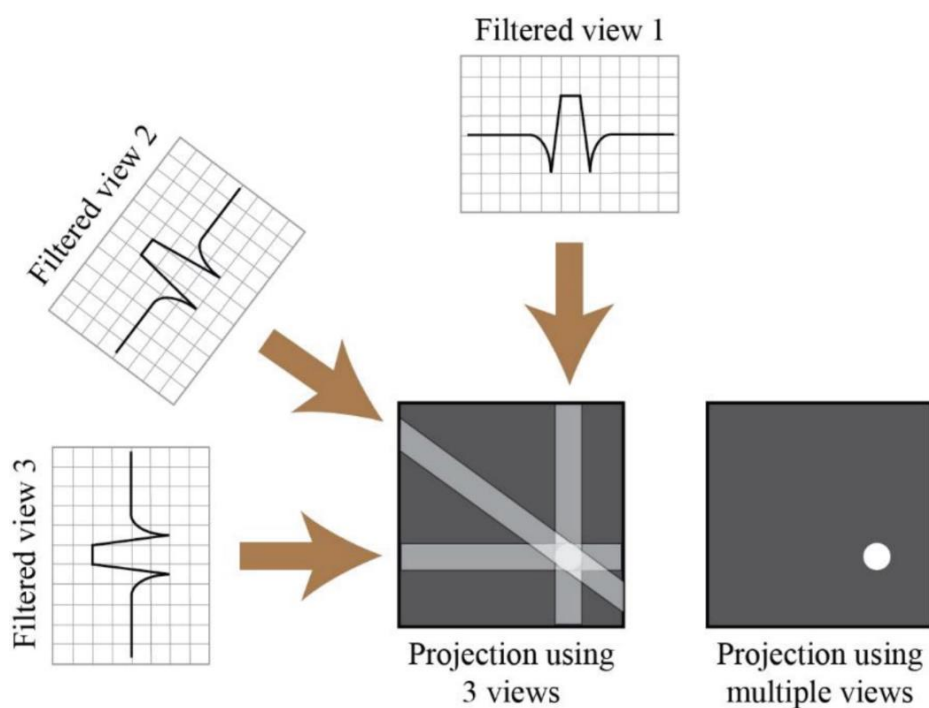 Filtered view 1
Filtered view 2
Filtered view 3
Projection using
3 views
Projection using
multiple views